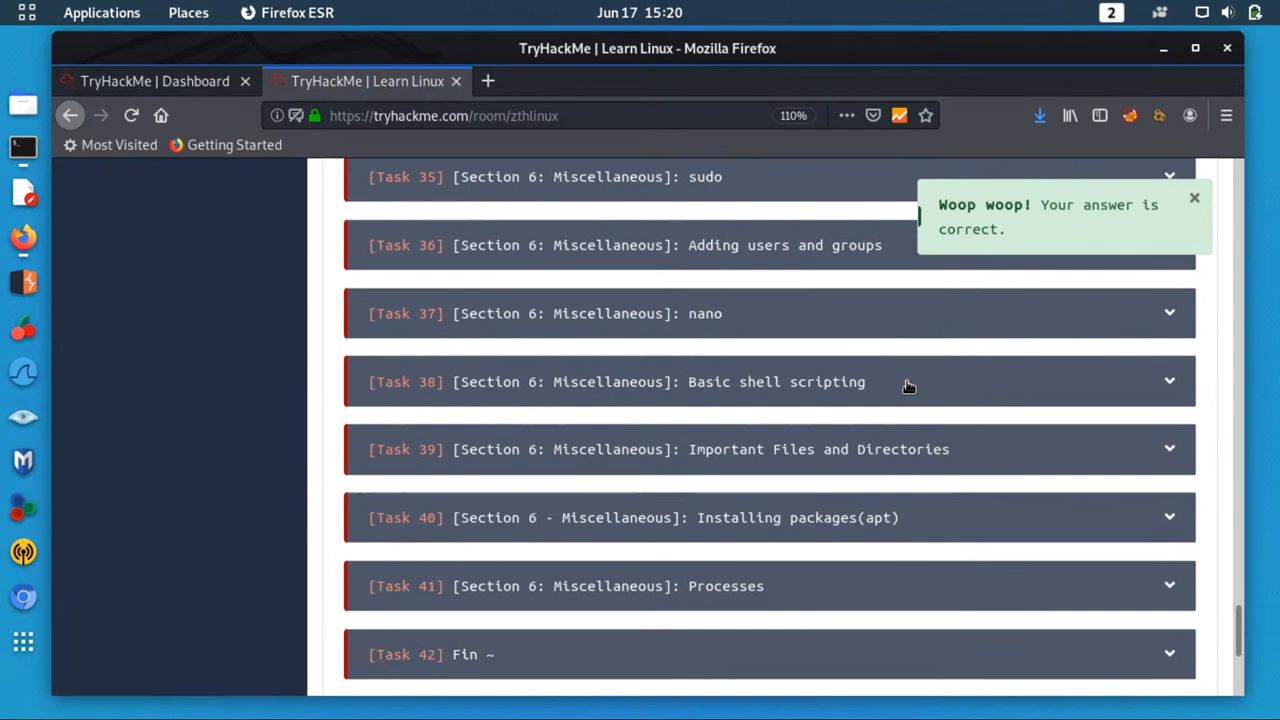 Applications Places Firefox ESR Jun 17 15:20 2
TryHackMe | Learn Linux - Mozilla Firefox
TryHackMe | Dashboard TryHackMe | Learn Linux
https://tryhackme.com/room/zthlinux 110%
Most Visited Getting Started
[Task 35] [Section 6: Miscellaneous]: sudo
Woop woop! Your answer is
correct.
[Task 36] [Section 6: Miscellaneous]: Adding users and groups
[Task 37] [Section 6: Miscellaneous]: nano
[Task 38] [Section 6: Miscellaneous]: Basic shell scripting
[Task 39] [Section 6: Miscellaneous]: Important Files and Directories
[Task 40] [Section 6 - Miscellaneous]: Installing packages(apt)
[Task 41] [Section 6: Miscellaneous]: Processes
[Task 42] Fin ~